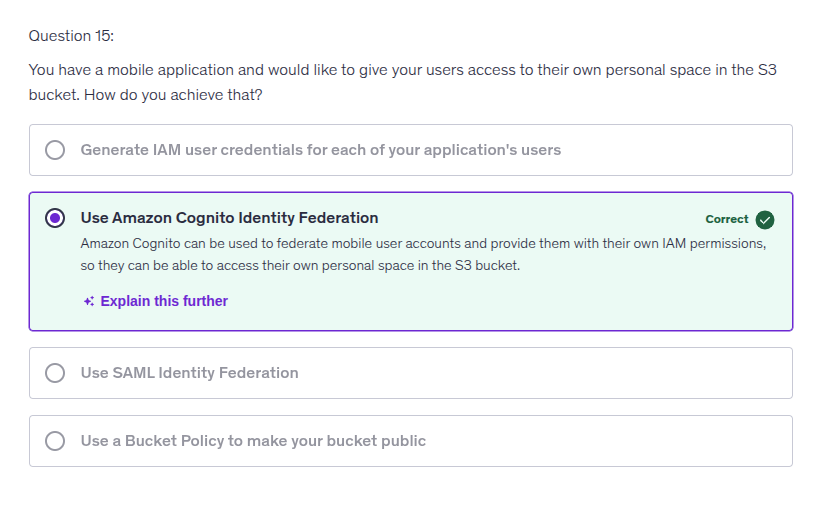 Question 15:
You have a mobile application and would like to give your users access to their own personal space in the S3
bucket. How do you achieve that?
Generate IAM user credentials for each of your application's users
Use Amazon Cognito Identity Federation
Correct
Amazon Cognito can be used to federate mobile user accounts and provide them with their own IAM permissions,
so they can be able to access their own personal space in the S3 bucket.
Explain this further
Use SAML Identity Federation
Use a Bucket Policy to make your bucket public